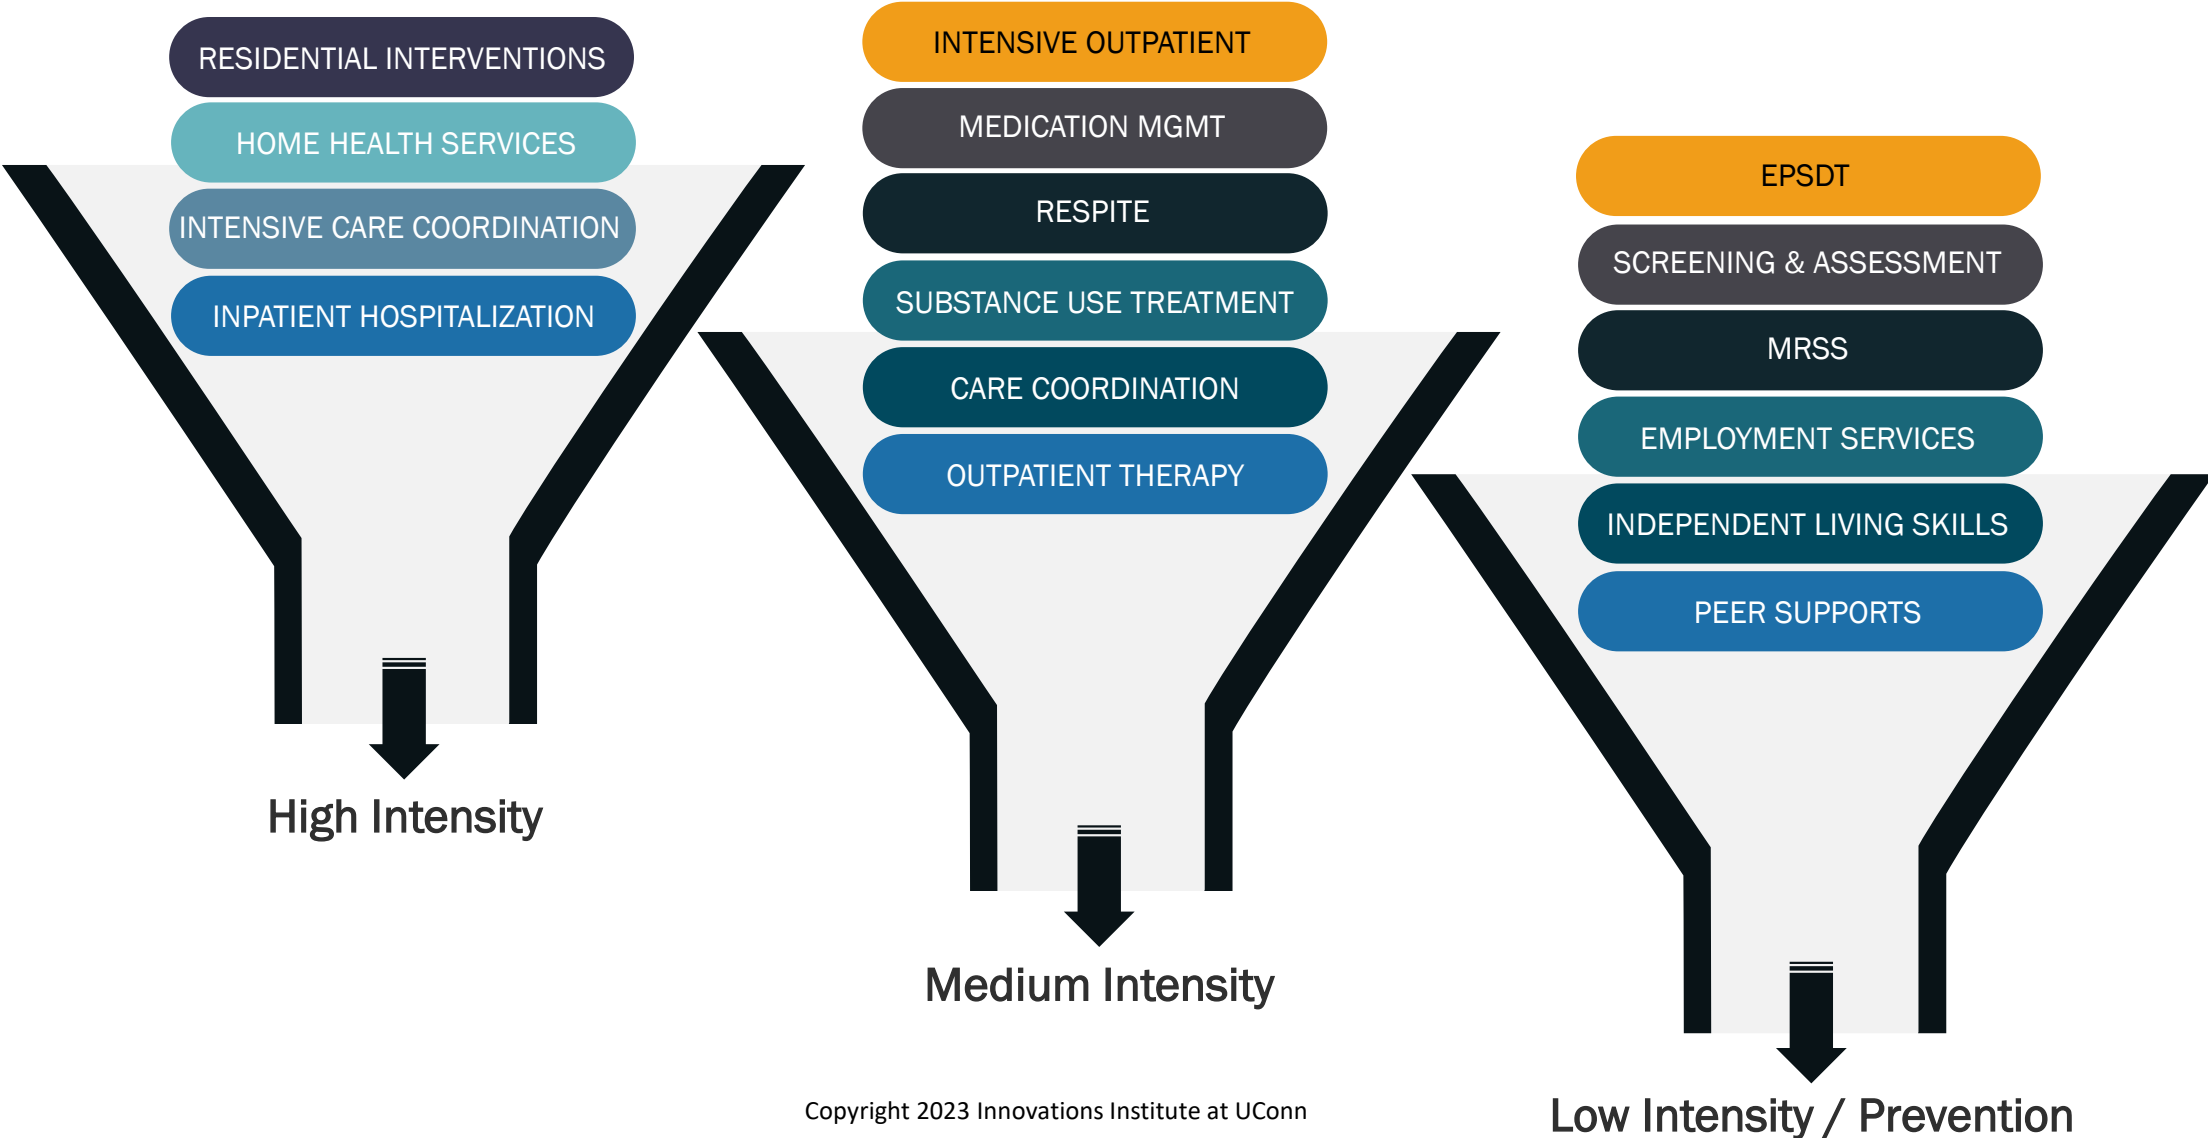 RESIDENTIAL INTERVENTIONS
HOME HEALTH SERVICES
INTENSIVE CARE COORDINATION
INPATIENT HOSPITALIZATION
High Intensity
INTENSIVE OUTPATIENT
MEDICATION MGMT
RESPITE
SUBSTANCE USE TREATMENT
CARE COORDINATION
OUTPATIENT THERAPY
Medium Intensity
EPSDT
SCREENING & ASSESSMENT
MRSS
EMPLOYMENT SERVICES
INDEPENDENT LIVING SKILLS
PEER SUPPORTS
Low Intensity / Prevention
Copyright 2023 Innovations Institute at UConn